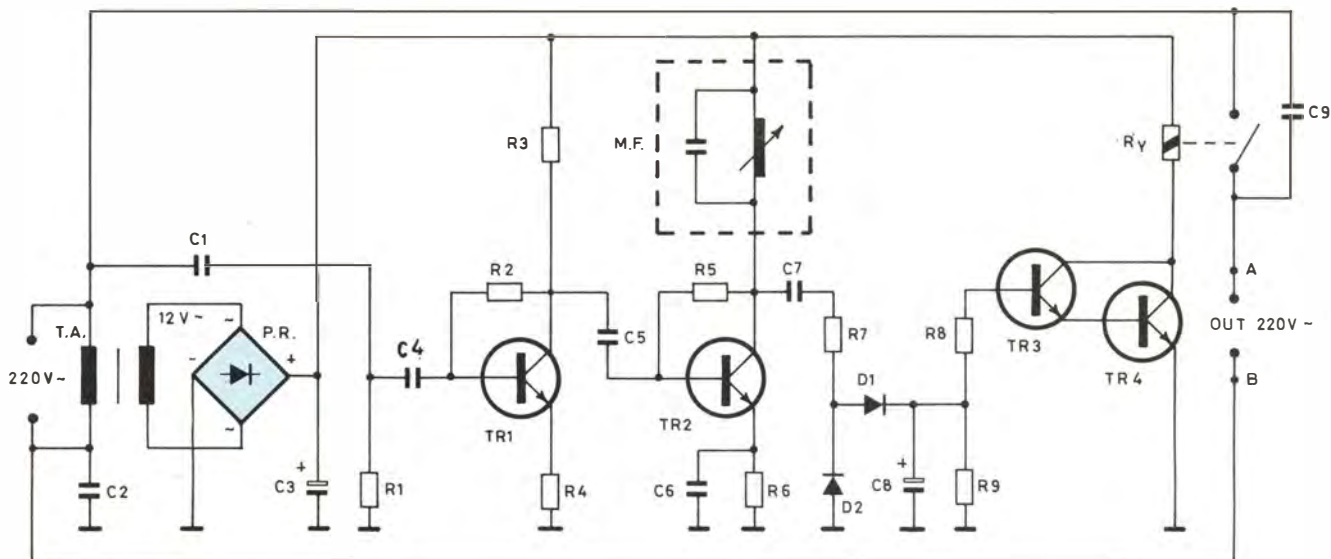 C9
R3
M.F.
RY
C1
R2
R5
C7
A
T.A.
12V~
~
P.R.
C4
C5
R7
R8
OUT 220V~
-
+
TR3
220V~
D1
TR4
B
~
TR1
TR2
C2
+
C3
R1
R4
C6
R6
D2
+
C8
R9